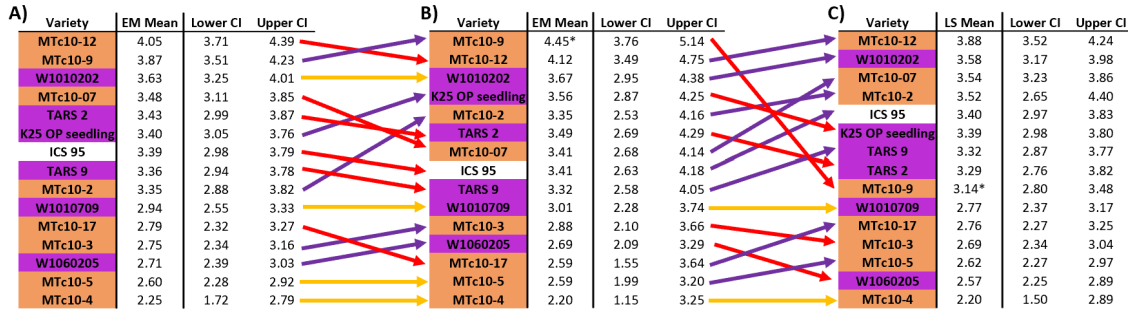 A) B) C)
Variety EM Mean Lower CI Upper CI Variety EM Mean Lower CI Upper CI Variety LS Mean Lower CI Upper CI
MTc10-12 4.05 3.71 4.39 MTc10-9 4.45* 3.76 5.14 MTc10-12 3.88 3.52 4.24
MTc10-9 3.87 3.51 4.23 MTc10-12 4.12 3.49 4.75 W1010202 3.58 3.17 3.98
W1010202 3.63 3.25 4.01 W1010202 3.67 2.95 4.38 MTc10-07 3.54 3.23 3.86
MTc10-07 3.48 3.11 3.85 K25 OP seedling 3.56 2.87 4.25 MTc10-2 3.52 2.65 4.40
TARS 2 3.43 2.99 3.87 MTc10-2 3.35 2.53 4.16 ICS 95 3.40 2.97 3.83
K25 OP seedling 3.40 3.05 3.76 TARS 2 3.49 2.69 4.29 K25 OP seedling 3.39 2.98 3.80
ICS 95 3.39 2.98 3.79 MTc10-07 3.41 2.68 4.14 TARS 9 3.32 2.87 3.77
TARS 9 3.36 2.94 3.78 ICS 95 3.41 2.63 4.18 TARS 2 3.29 2.76 3.82
MTc10-2 3.35 2.88 3.82 TARS 9 3.32 2.58 4.05 MTc10-9 3.14* 2.80 3.48
W1010709 2.94 2.55 3.33 W1010709 3.01 2.28 3.74 W1010709 2.77 2.37 3.17
MTc10-17 2.79 2.32 3.27 MTc10-3 2.88 2.10 3.66 MTc10-17 2.76 2.27 3.25
MTc10-3 2.75 2.34 3.16 W1060205 2.69 2.09 3.29 MTc10-3 2.69 2.34 3.04
W1060205 2.71 2.39 3.03 MTc10-17 2.59 1.55 3.64 MTc10-5 2.62 2.27 2.97
MTc10-5 2.60 2.28 2.92 MTc10-5 2.59 1.99 3.20 W1060205 2.57 2.25 2.89
MTc10-4 2.25 1.72 2.79 MTc10-4 2.20 1.15 3.25 MTc10-4 2.20 1.50 2.89